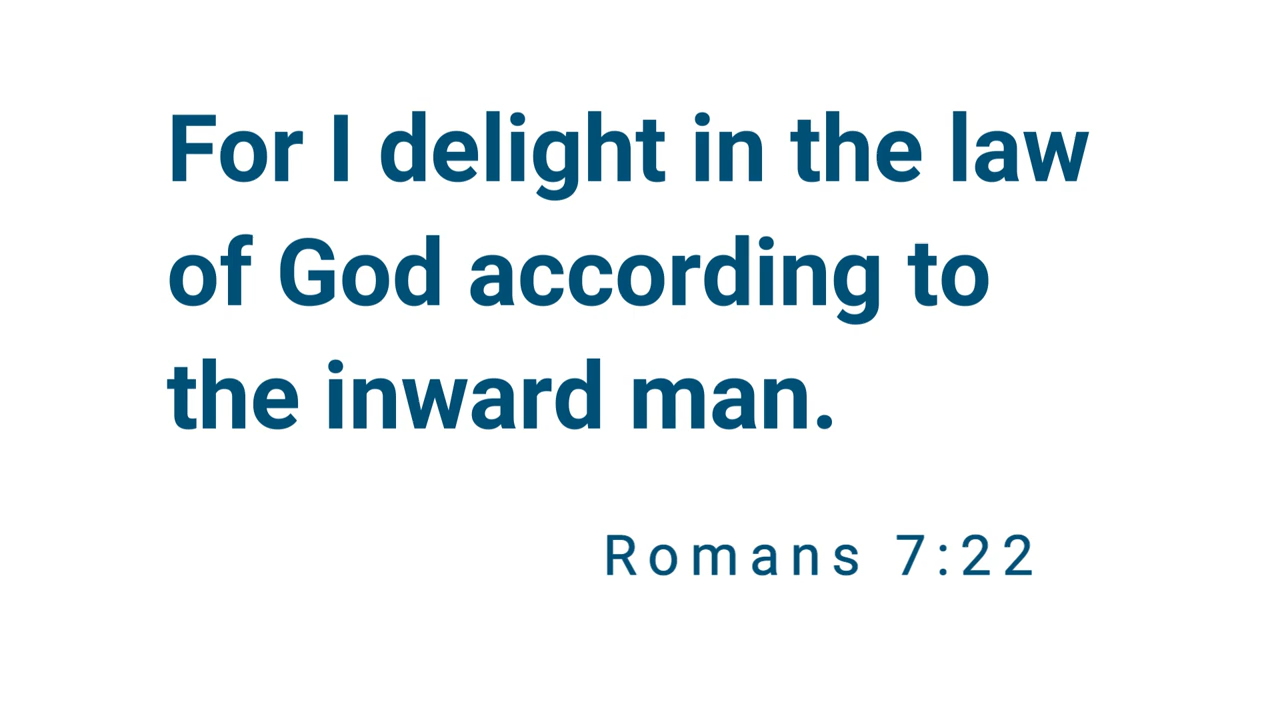 For I delight in the law
of God according to
the inward man.
Romans 7:22